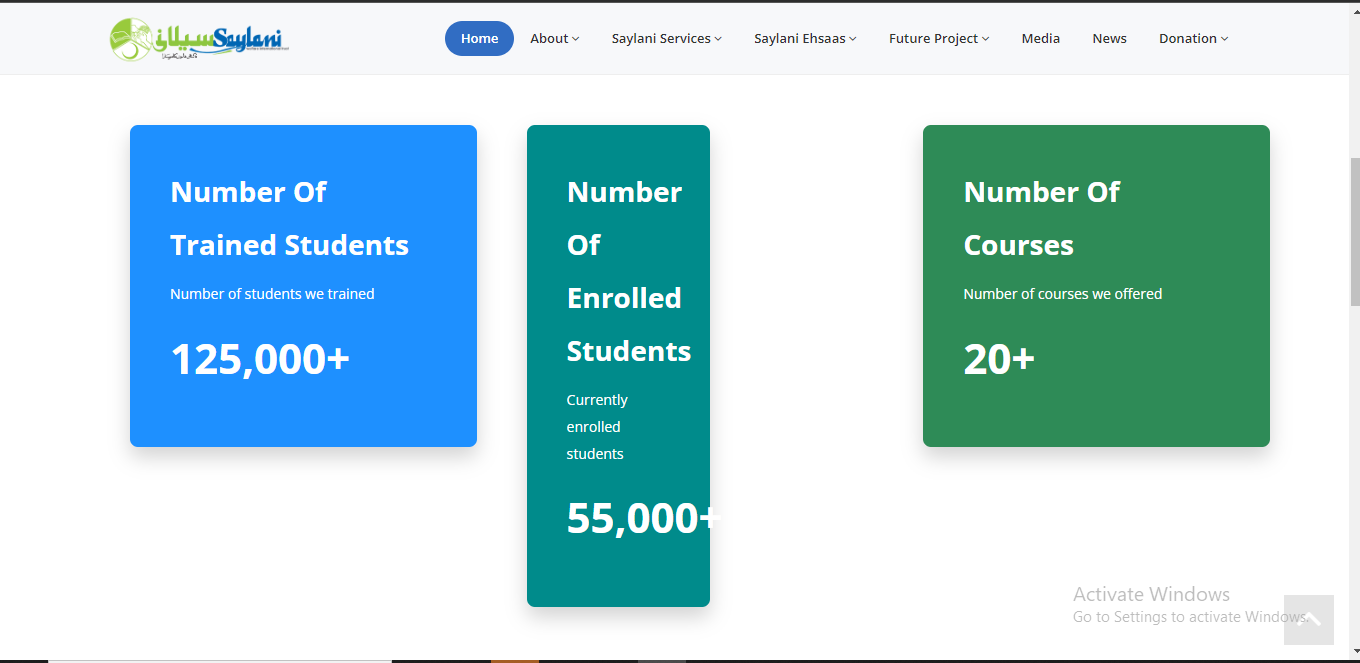 سیلانی Saylani
Home About Saylani Services Saylani Ehsaas Future Project Media News Donation
Number Of
Trained Students
Number of students we trained
125,000+
Number
Of
Enrolled
Students
Currently
enrolled
students
55,000+
Number Of
Courses
Number of courses we offered
20+
Activate Windows
Go to Settings to activate Windows.